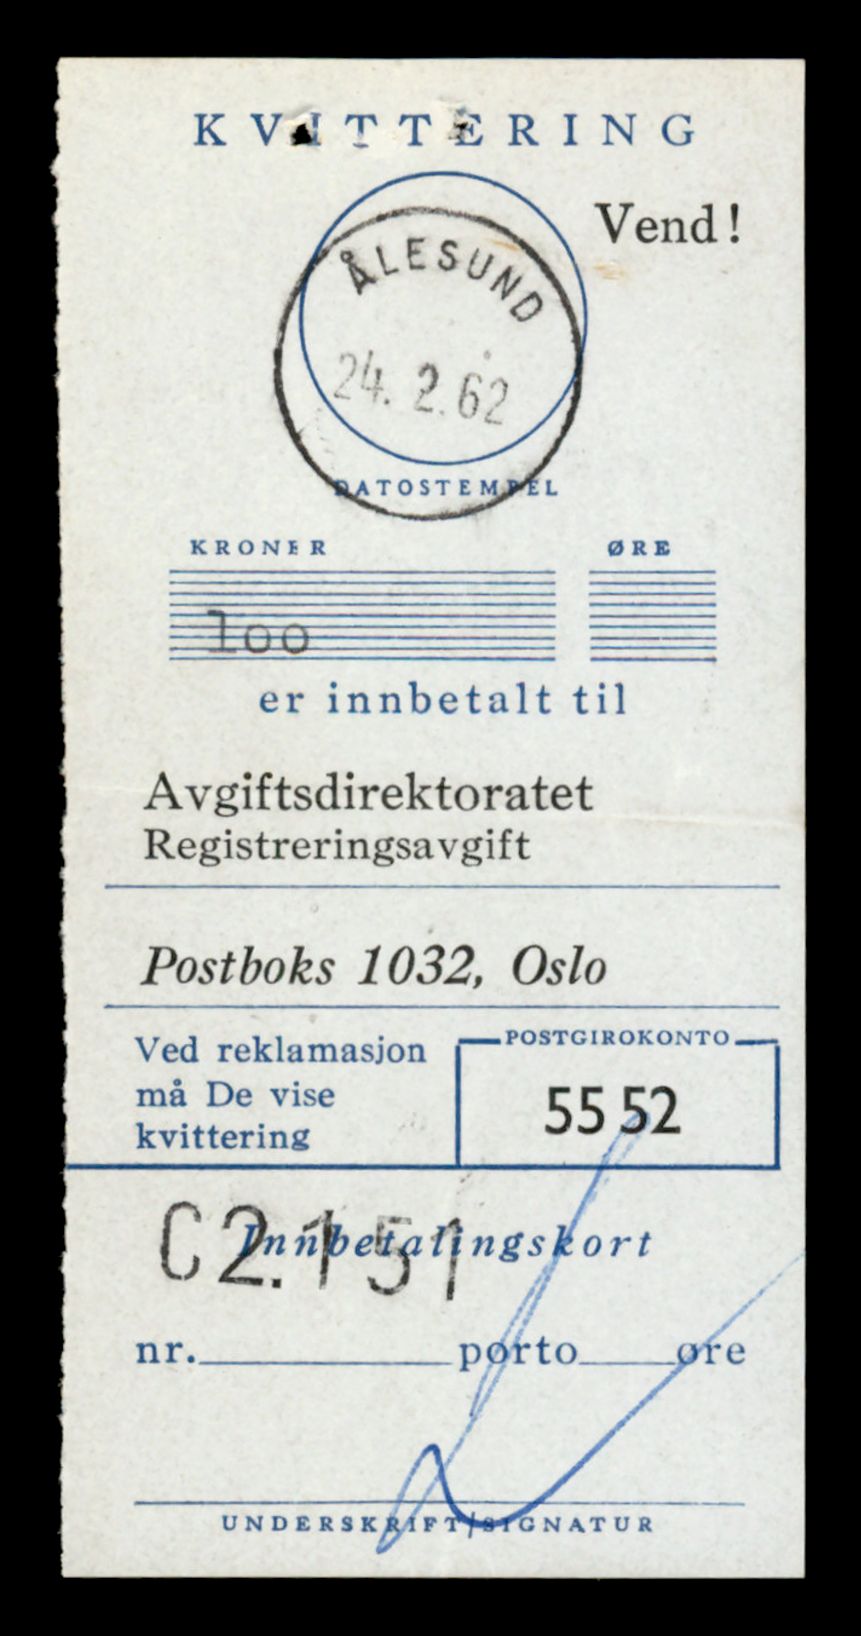 KVITTERING
Vend!
ÅLESUND
24. 2. 62
DATOSTEMPEL
KRONER ØRE
loo
er innbetalt til
Avgiftsdirektoratet
Registreringsavgift
Postboks 1032, Oslo
Ved reklamasjon
må De vise
kvittering
POSTGIROKONTO
55 52
C2.151
Innbetalingskort
nr. porto øre
UNDERSKRIFT/SIGNATUR